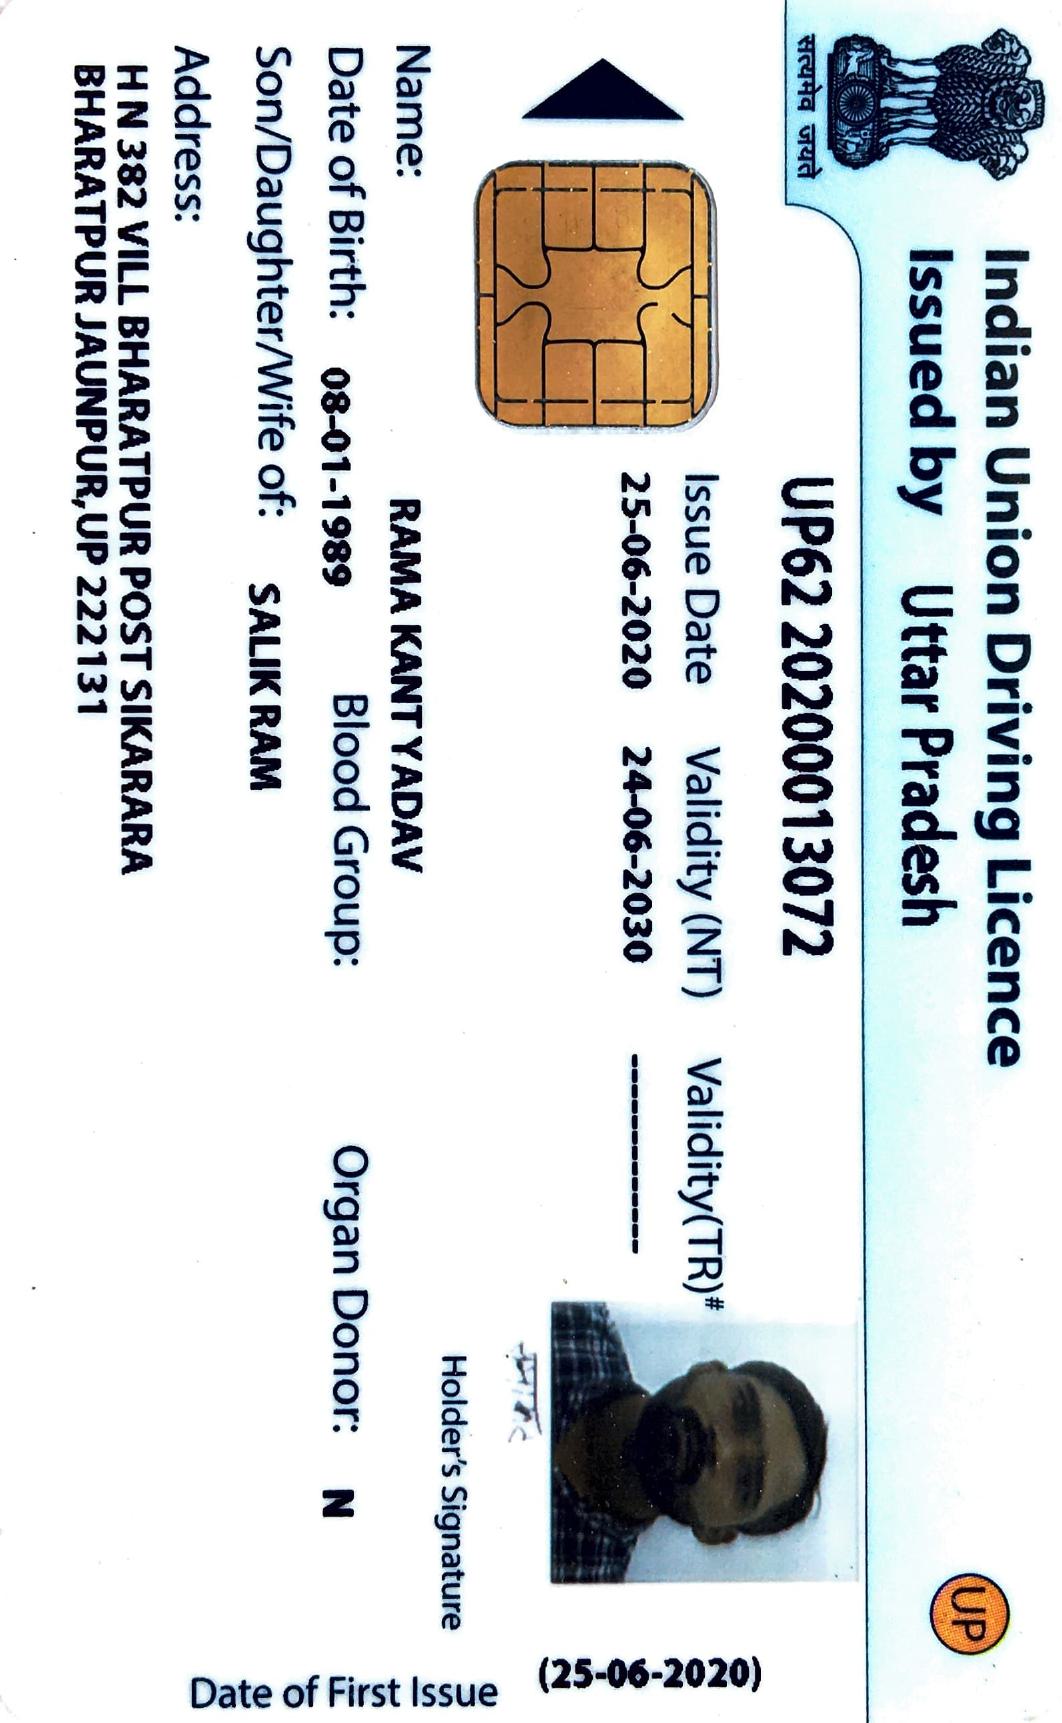 सत्यमेव जयते
Indian Union Driving Licence
Issued by Uttar Pradesh
UP
UP62 20200013072
Issue Date Validity (NT) Validity(TR)#
25-06-2020 24-06-2030 -----------
(25-06-2020)
Date of First Issue
Holder's Signature
Name: RAMA KANT YADAV
Date of Birth: 08-01-1989 Blood Group: Organ Donor: N
Son/Daughter/Wife of: SALIK RAM
Address:
H N 382 VILL BHARATPUR POST SIKARARA
BHARATPUR JAUNPUR,UP 222131